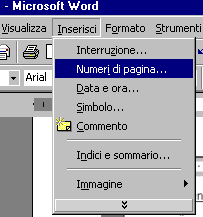 - Microsoft Word
Visualizza Inserisci Formato Strumenti
Arial
Interruzione...
Numeri di pagina...
Data e ora...
Simbolo...
Commento
Indici e sommario...
Immagine